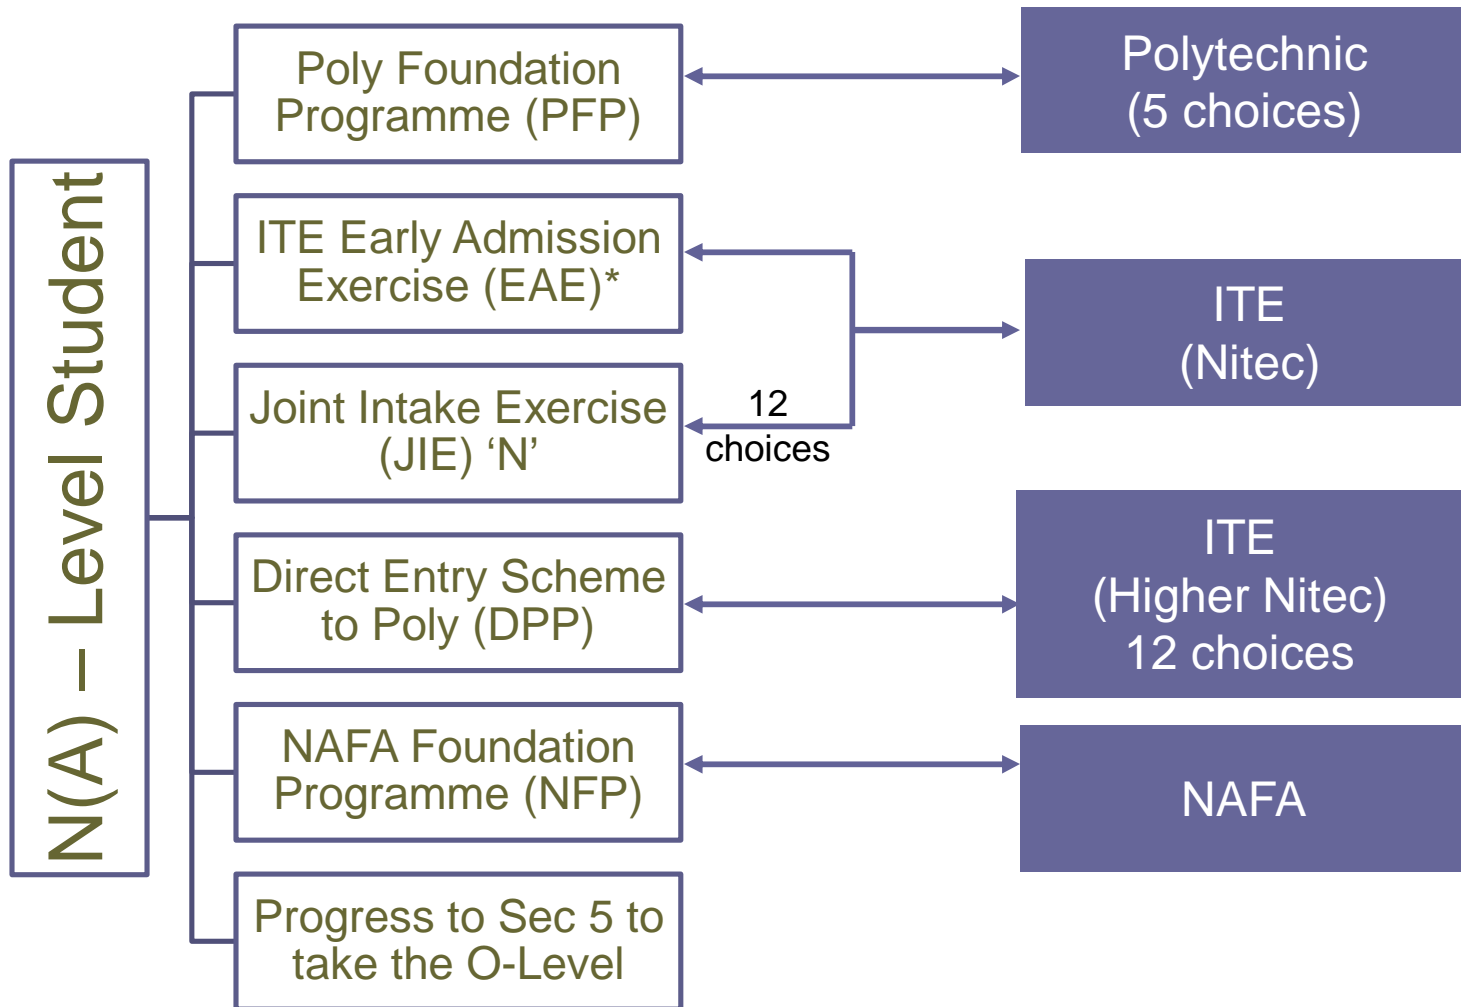 N(A) – Level Student
Poly Foundation
Programme (PFP)
Polytechnic
(5 choices)
ITE Early Admission
Exercise (EAE)*
ITE
(Nitec)
Joint Intake Exercise
(JIE) ‘N’
12
choices
Direct Entry Scheme
to Poly (DPP)
ITE
(Higher Nitec)
12 choices
NAFA Foundation
Programme (NFP)
NAFA
Progress to Sec 5 to
take the O-Level